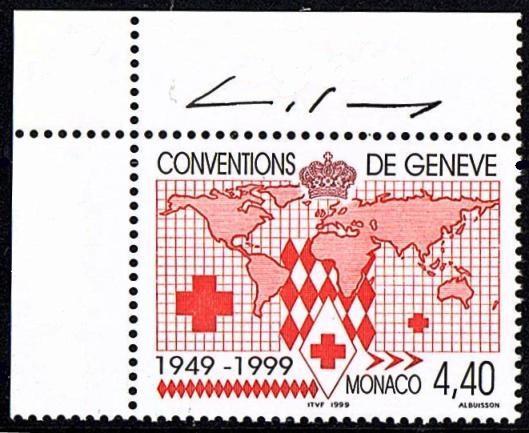 CONVENTIONS DE GENEVE
1949 - 1999
MONACO 4,40
ITVF 1999
ALBUISSON